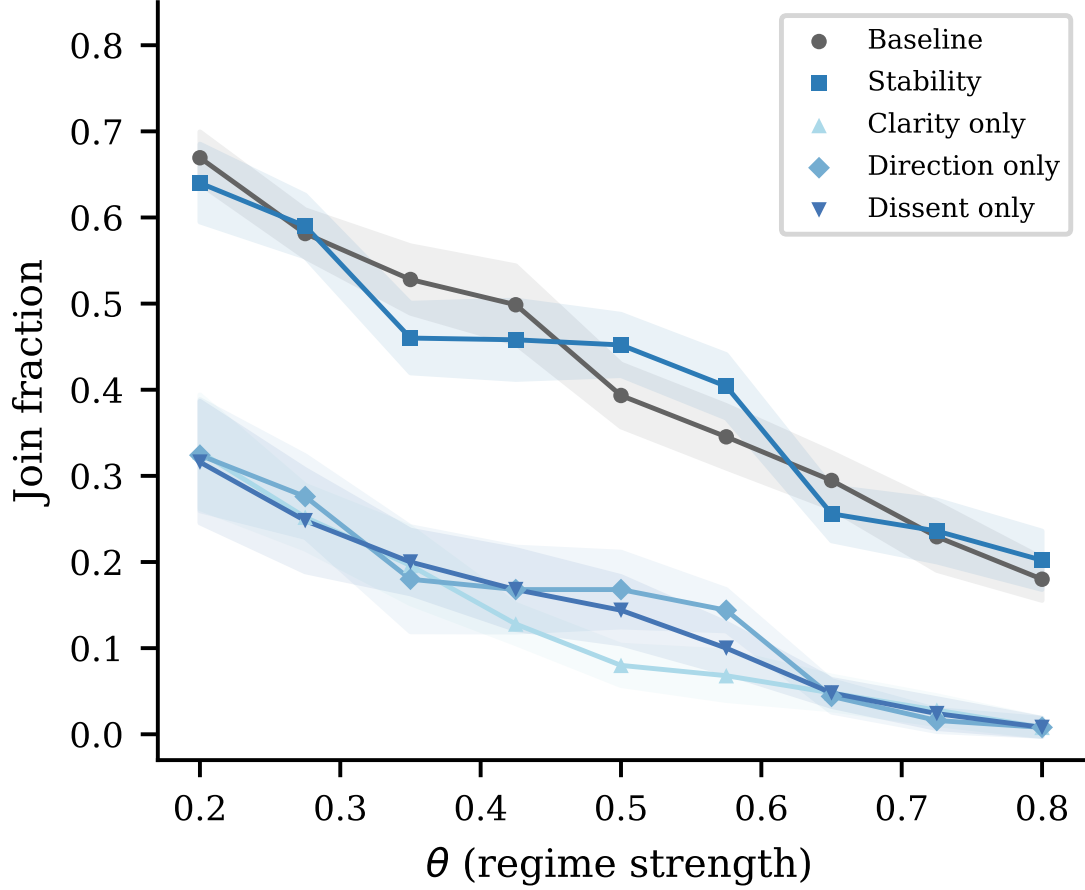 Baseline
Stability
Clarity only
Direction only
Dissent only
Join fraction
0.8
0.7
0.6
0.5
0.4
0.3
0.2
0.1
0.0
0.2 0.3 0.4 0.5 0.6 0.7 0.8
θ (regime strength)